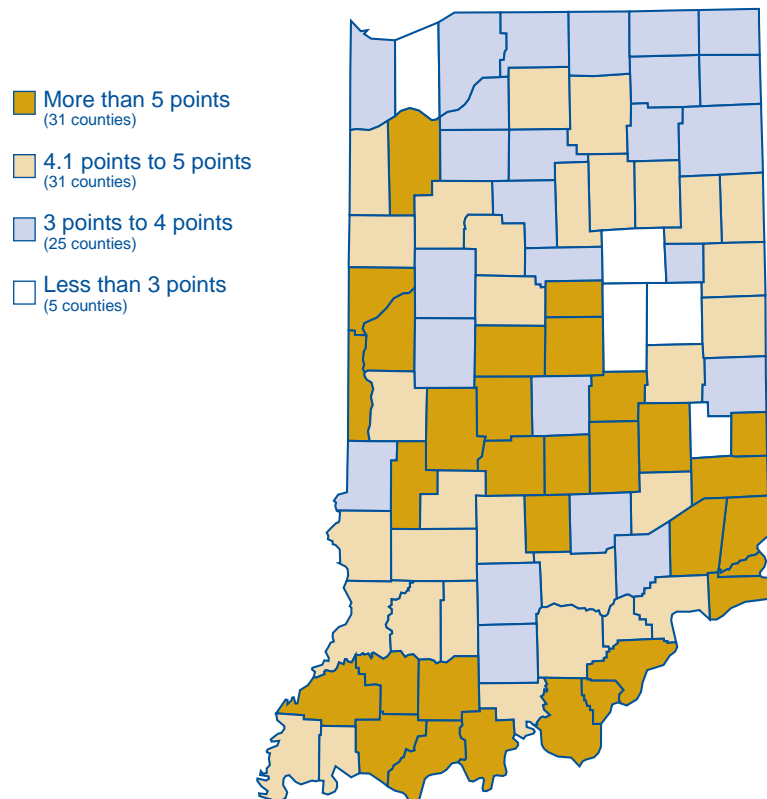 More than 5 points
(31 counties)
4.1 points to 5 points
(31 counties)
3 points to 4 points
(25 counties)
Less than 3 points
(5 counties)